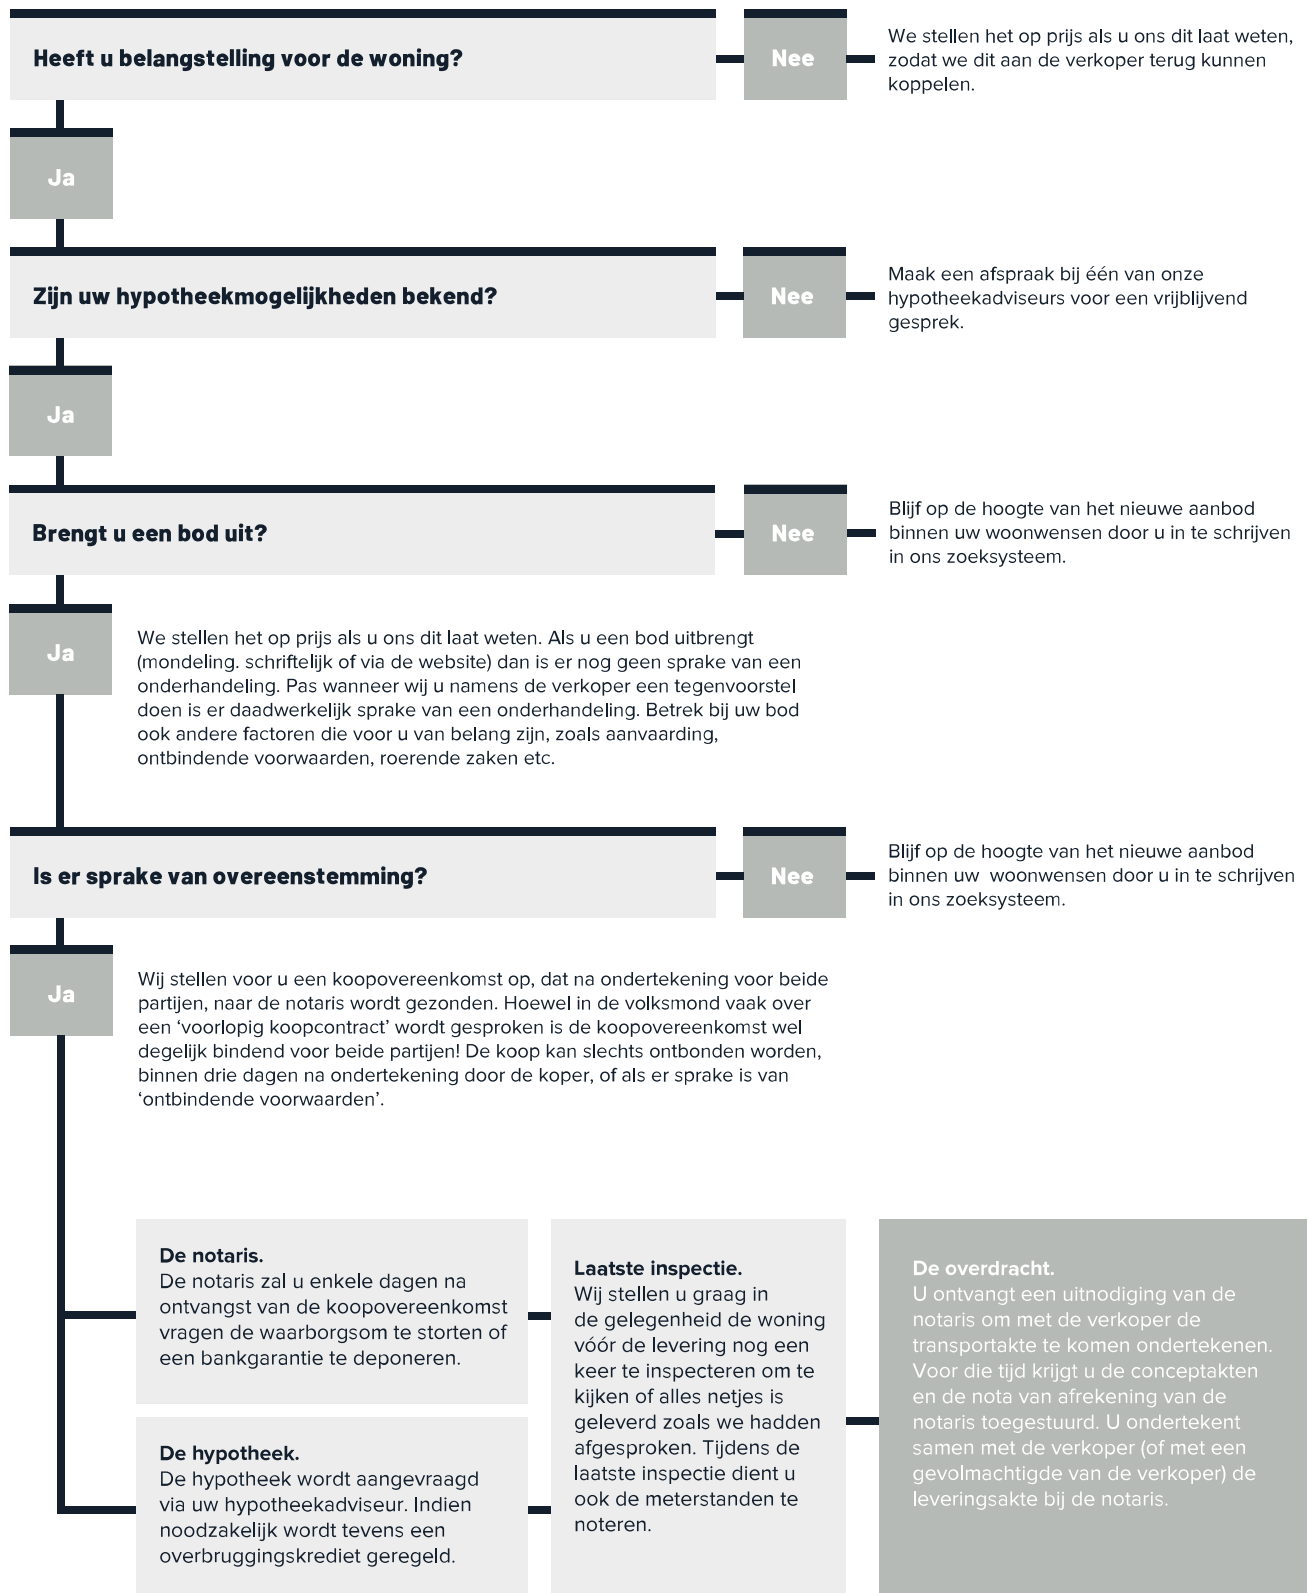 Heeft u belangstelling voor de woning?
Nee
We stellen het op prijs als u ons dit laat weten,
zodat we dit aan de verkoper terug kunnen
koppelen.
Ja
Zijn uw hypotheekmogelijkheden bekend?
Nee
Maak een afspraak bij één van onze
hypotheekadviseurs voor een vrijblijvend
gesprek.
Ja
Brengt u een bod uit?
Nee
Blijf op de hoogte van het nieuwe aanbod
binnen uw woonwensen door u in te schrijven
in ons zoeksysteem.
Ja
We stellen het op prijs als u ons dit laat weten. Als u een bod uitbrengt
(mondeling. schriftelijk of via de website) dan is er nog geen sprake van een
onderhandeling. Pas wanneer wij u namens de verkoper een tegenvoorstel
doen is er daadwerkelijk sprake van een onderhandeling. Betrek bij uw bod
ook andere factoren die voor u van belang zijn, zoals aanvaarding,
ontbindende voorwaarden, roerende zaken etc.
Is er sprake van overeenstemming?
Nee
Blijf op de hoogte van het nieuwe aanbod
binnen uw woonwensen door u in te schrijven
in ons zoeksysteem.
Ja
Wij stellen voor u een koopovereenkomst op, dat na ondertekening voor beide
partijen, naar de notaris wordt gezonden. Hoewel in de volksmond vaak over
een ‘voorlopig koopcontract’ wordt gesproken is de koopovereenkomst wel
degelijk bindend voor beide partijen! De koop kan slechts ontbonden worden,
binnen drie dagen na ondertekening door de koper, of als er sprake is van
‘ontbindende voorwaarden’.
De notaris.
De notaris zal u enkele dagen na
ontvangst van de koopovereenkomst
vragen de waarborgsom te storten of
een bankgarantie te deponeren.
De hypotheek.
De hypotheek wordt aangevraagd
via uw hypotheekadviseur. Indien
noodzakelijk wordt tevens een
overbruggingskrediet geregeld.
Laatste inspectie.
Wij stellen u graag in
de gelegenheid de woning
vóór de levering nog een
keer te inspecteren om te
kijken of alles netjes is
geleverd zoals we hadden
afgesproken. Tijdens de
laatste inspectie dient u
ook de meterstanden te
noteren.
De overdracht.
U ontvangt een uitnodiging van de
notaris om met de verkoper de
transportakte te komen ondertekenen.
Voor die tijd krijgt u de conceptakten
en de nota van afrekening van de
notaris toegestuurd. U ondertekent
samen met de verkoper (of met een
gevolmachtigde van de verkoper) de
leveringsakte bij de notaris.